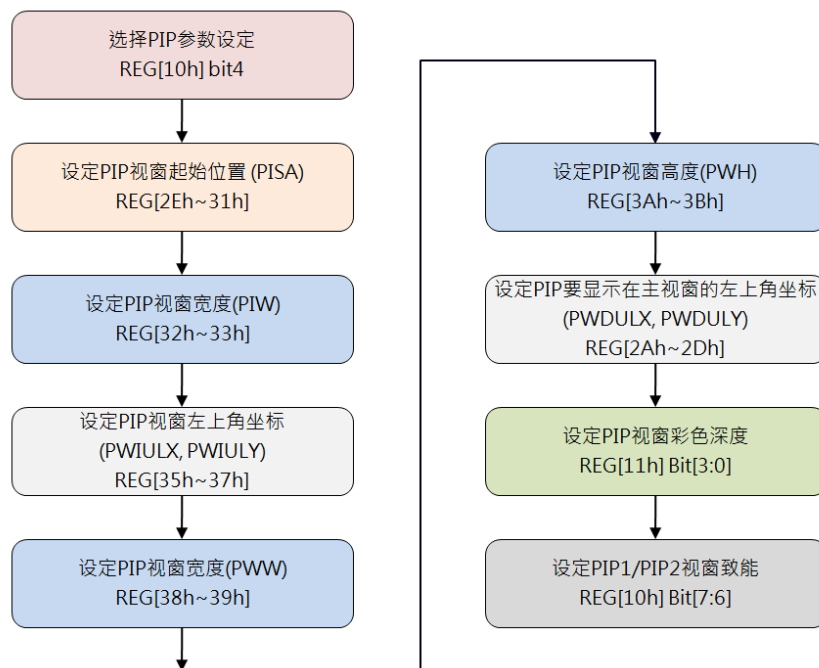 选择PIP参数设定
REG[10h] bit4
设定PIP视窗起始位置 (PISA)
REG[2Eh~31h]
设定PIP视窗宽度(PIW)
REG[32h~33h]
设定PIP视窗左上角坐标
(PWIULX, PWIULY)
REG[35h~37h]
设定PIP视窗宽度(PWW)
REG[38h~39h]
设定PIP视窗高度(PWH)
REG[3Ah~3Bh]
设定PIP要显示在主视窗的左上角坐标
(PWDULX, PWDULY)
REG[2Ah~2Dh]
设定PIP视窗彩色深度
REG[11h] Bit[3:0]
设定PIP1/PIP2视窗致能
REG[10h] Bit[7:6]